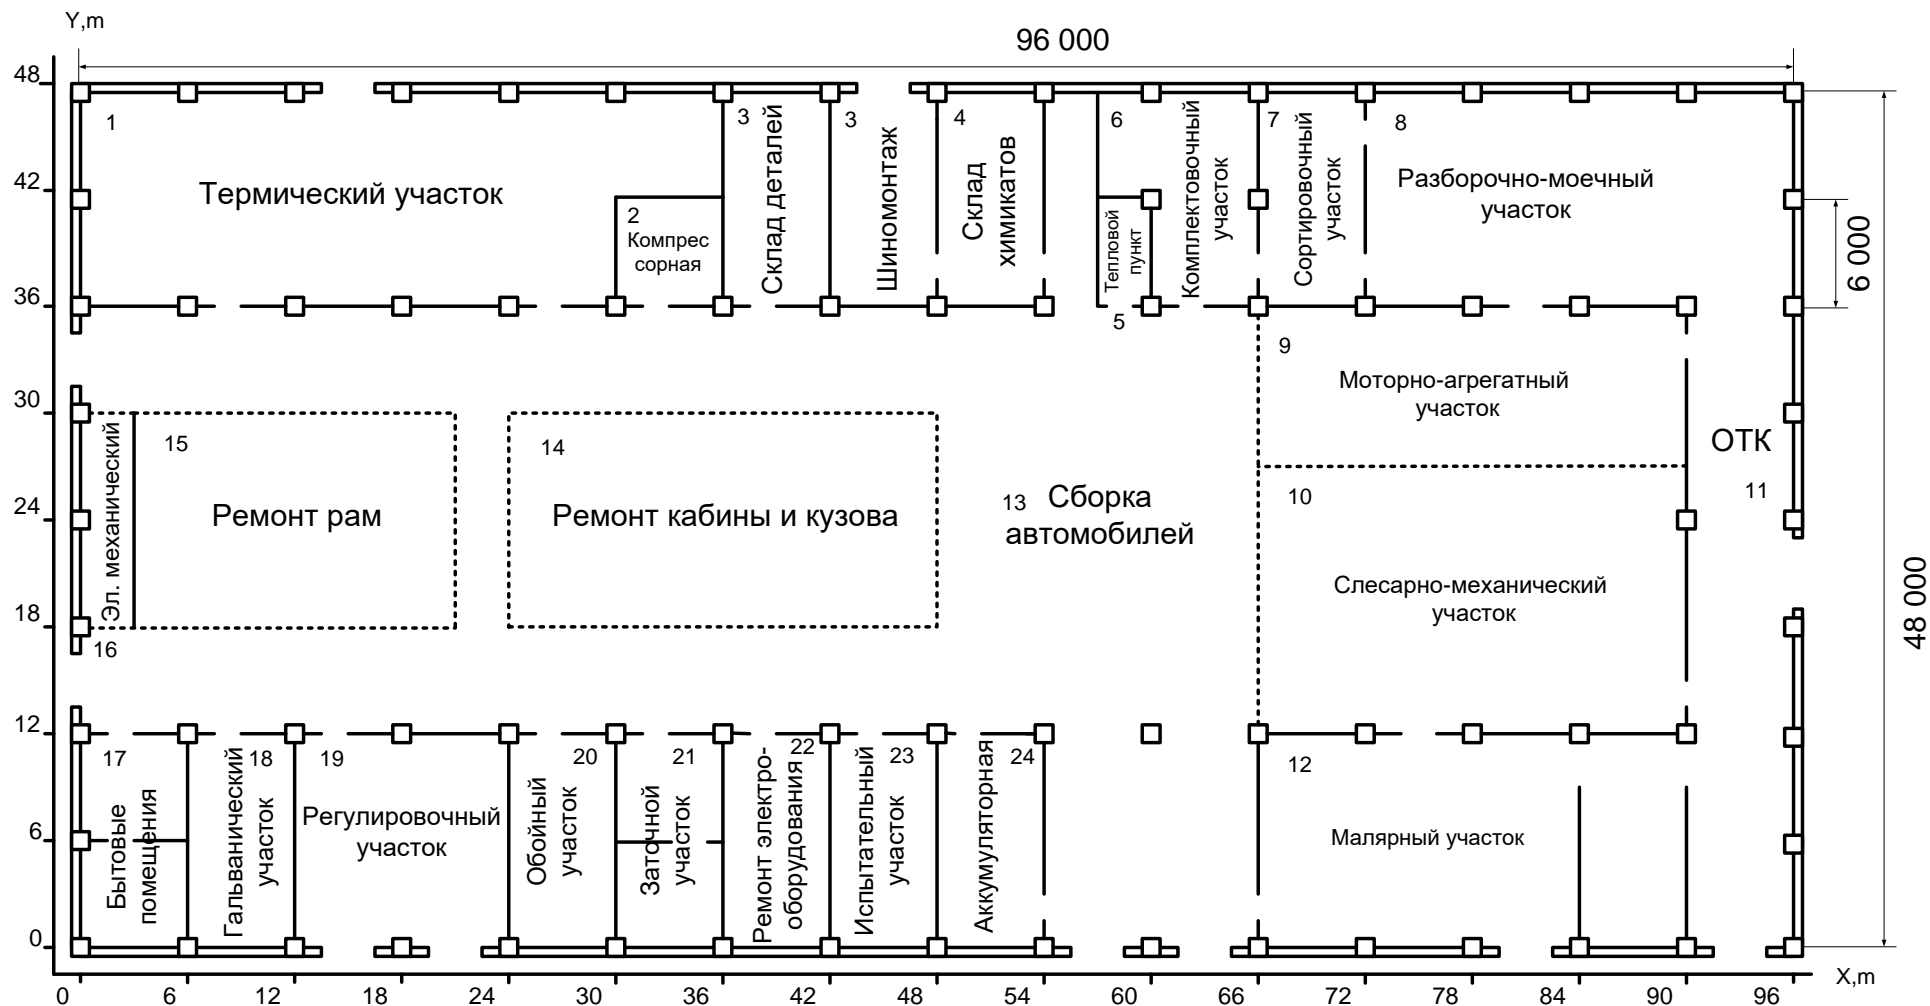 Y,m
96 000
48
1
3
3
4
6
7
8
Термический участок
Склад деталей
Шиномонтаж
Склад
химикатов
Комплектовочный
участок
Сортировочный
участок
Разборочно-моечный
участок
42
2
Компрес
сорная
Тепловой
пункт
6 000
36
5
9
Моторно-агрегатный
участок
30
Эл. механический
15
14
ОТК
Ремонт рам
Ремонт кабины и кузова
13
Сборка
автомобилей
10
11
24
Слесарно-механический
участок
48 000
18
16
12
17
18
19
20
21
22
23
24
12
Бытовые
помещения
Гальванический
участок
Регулировочный
участок
Обойный
участок
Заточной
участок
Ремонт электро-
оборудования
Испытательный
участок
Аккумуляторная
Малярный участок
6
0
X,m
0 6 12 18 24 30 36 42 48 54 60 66 72 78 84 90 96